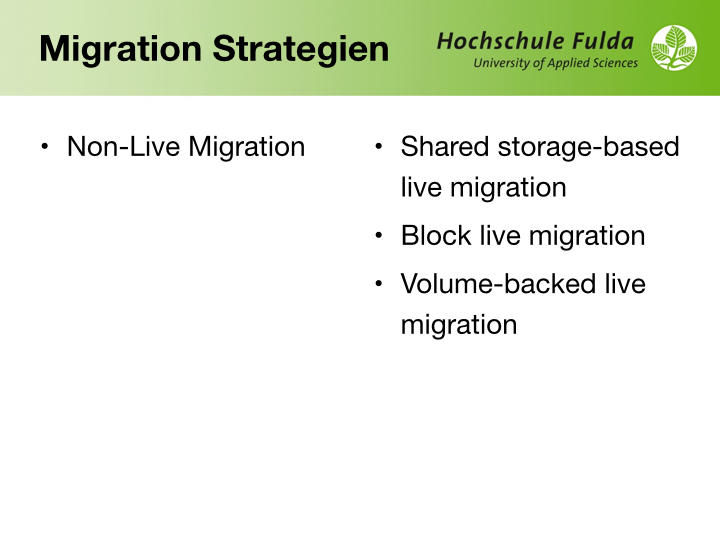 Migration Strategien
Hochschule Fulda
University of Applied Sciences
• Non-Live Migration
• Shared storage-based
live migration
• Block live migration
• Volume-backed live
migration